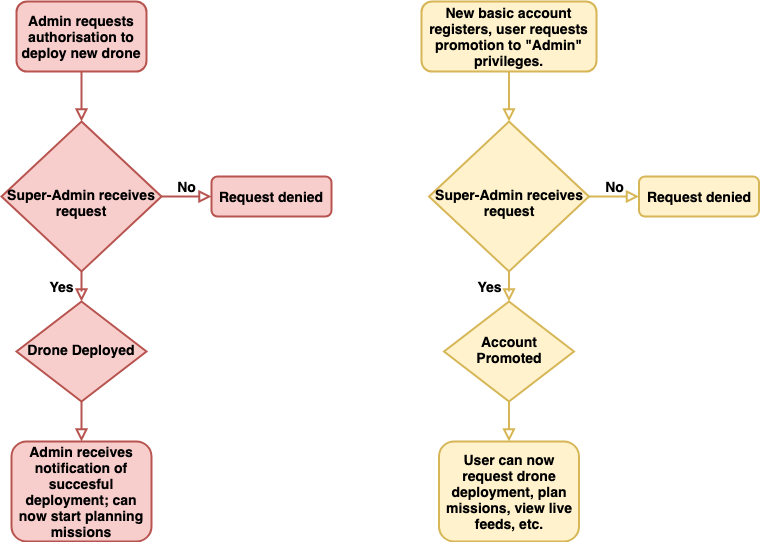 Admin requests
authorisation to
deploy new drone
Super-Admin receives
request
No
Request denied
Yes
Drone Deployed
Admin receives
notification of
succesful
deployment; can
now start planning
missions
New basic account
registers, user requests
promotion to "Admin"
privileges.
Super-Admin receives
request
No
Request denied
Yes
Account
Promoted
User can now
request drone
deployment, plan
missions, view live
feeds, etc.